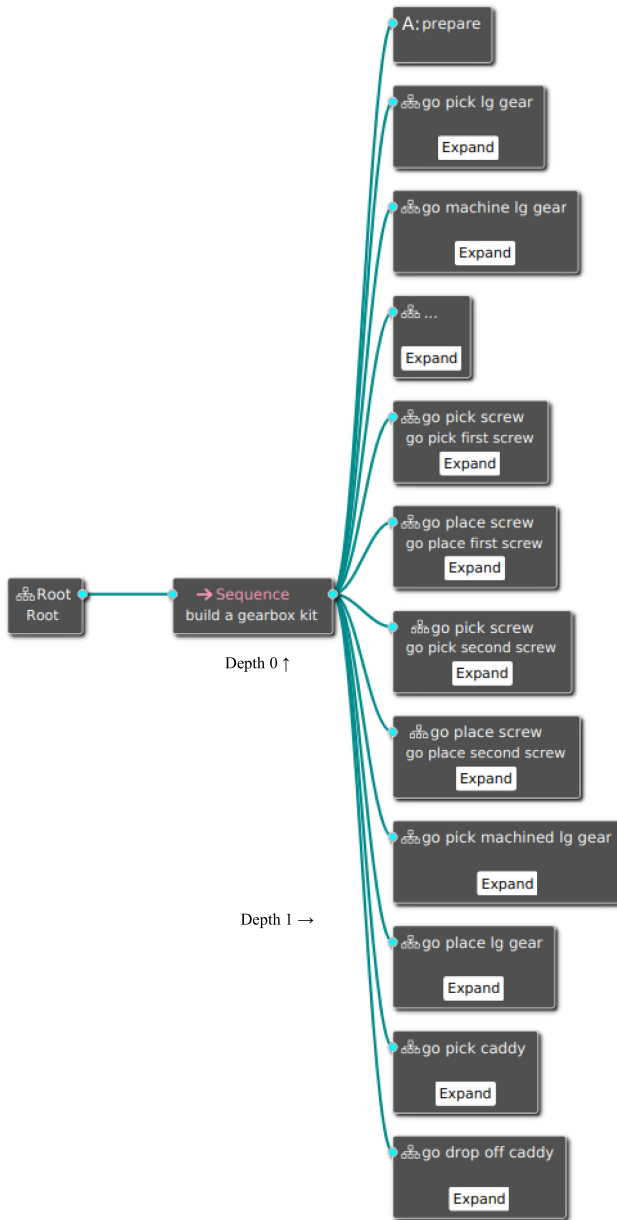 A: prepare
go pick lg gear
Expand
go machine lg gear
Expand
...
Expand
go pick screw
go pick first screw
Expand
go place screw
go place first screw
Expand
Root
Root
Sequence
build a gearbox kit
Depth 0 ↑
go pick screw
go pick second screw
Expand
go place screw
go place second screw
Expand
go pick machined lg gear
Expand
Depth 1 →
go place lg gear
Expand
go pick caddy
Expand
go drop off caddy
Expand